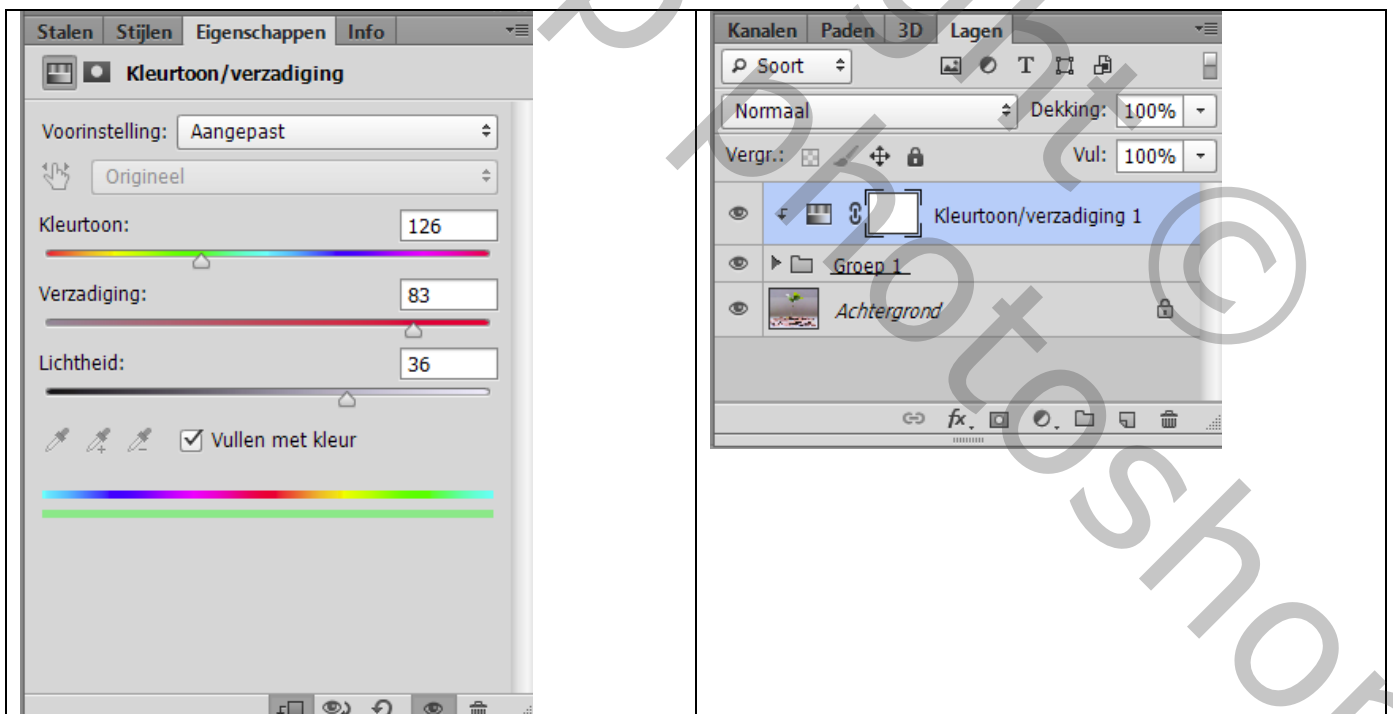 Stalen Stijlen Eigenschappen Info
Kleurtoon/verzadiging
Voorinstelling: Aangepast
Origineel
Kleurtoon: 126
Verzadiging: 83
Lichtheid: 36
Vullen met kleur
Kanalen Paden 3D Lagen
Soort
Normaal Dekking: 100%
Vergr.: Vul: 100%
Kleurtoon/verzadiging 1
Groep 1
Achtergrond
©
photoshop